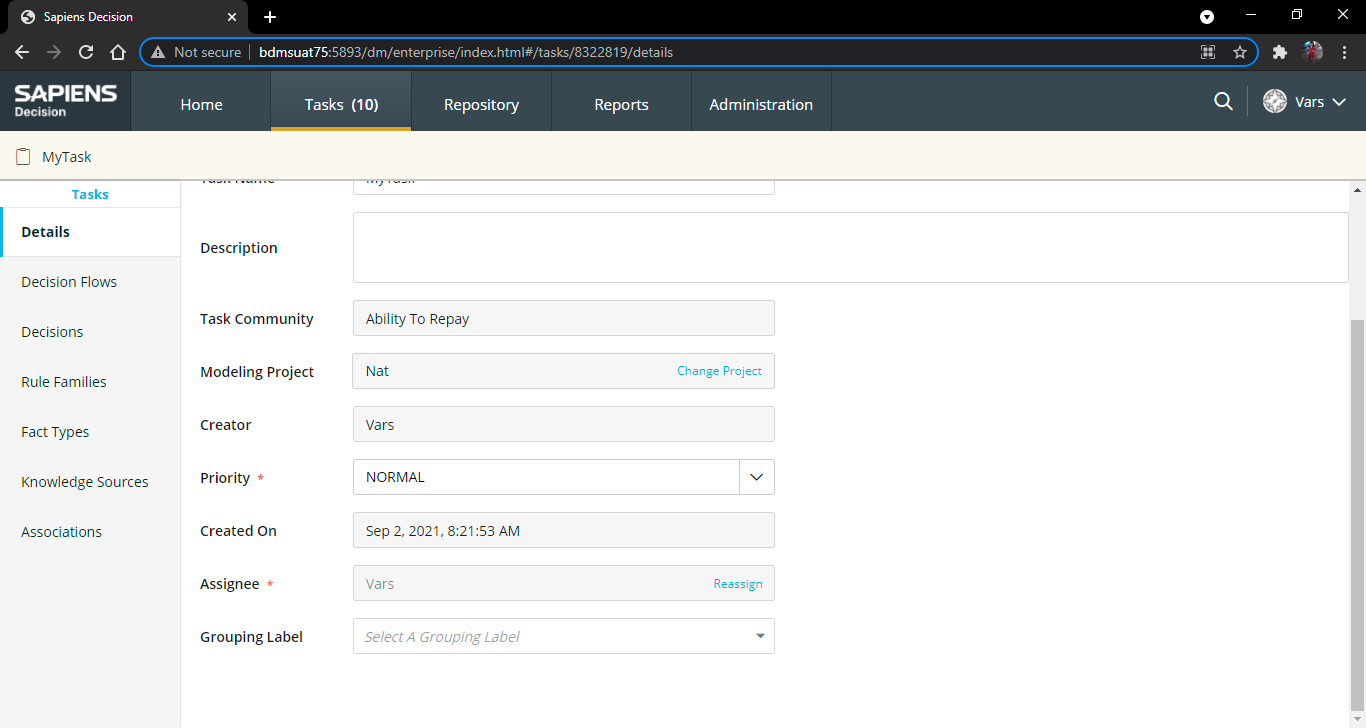 Sapiens Decision
Not secure bdmsuat75:5893/dm/enterprise/index.html#/tasks/8322819/details
SAPIENS
Decision
Home
Tasks (10)
Repository
Reports
Administration
Vars
MyTask
Tasks
Details
Decision Flows
Decisions
Rule Families
Fact Types
Knowledge Sources
Associations
Task Name MyTask
Description
Task Community Ability To Repay
Modeling Project Nat Change Project
Creator Vars
Priority * NORMAL
Created On Sep 2, 2021, 8:21:53 AM
Assignee * Vars Reassign
Grouping Label Select A Grouping Label